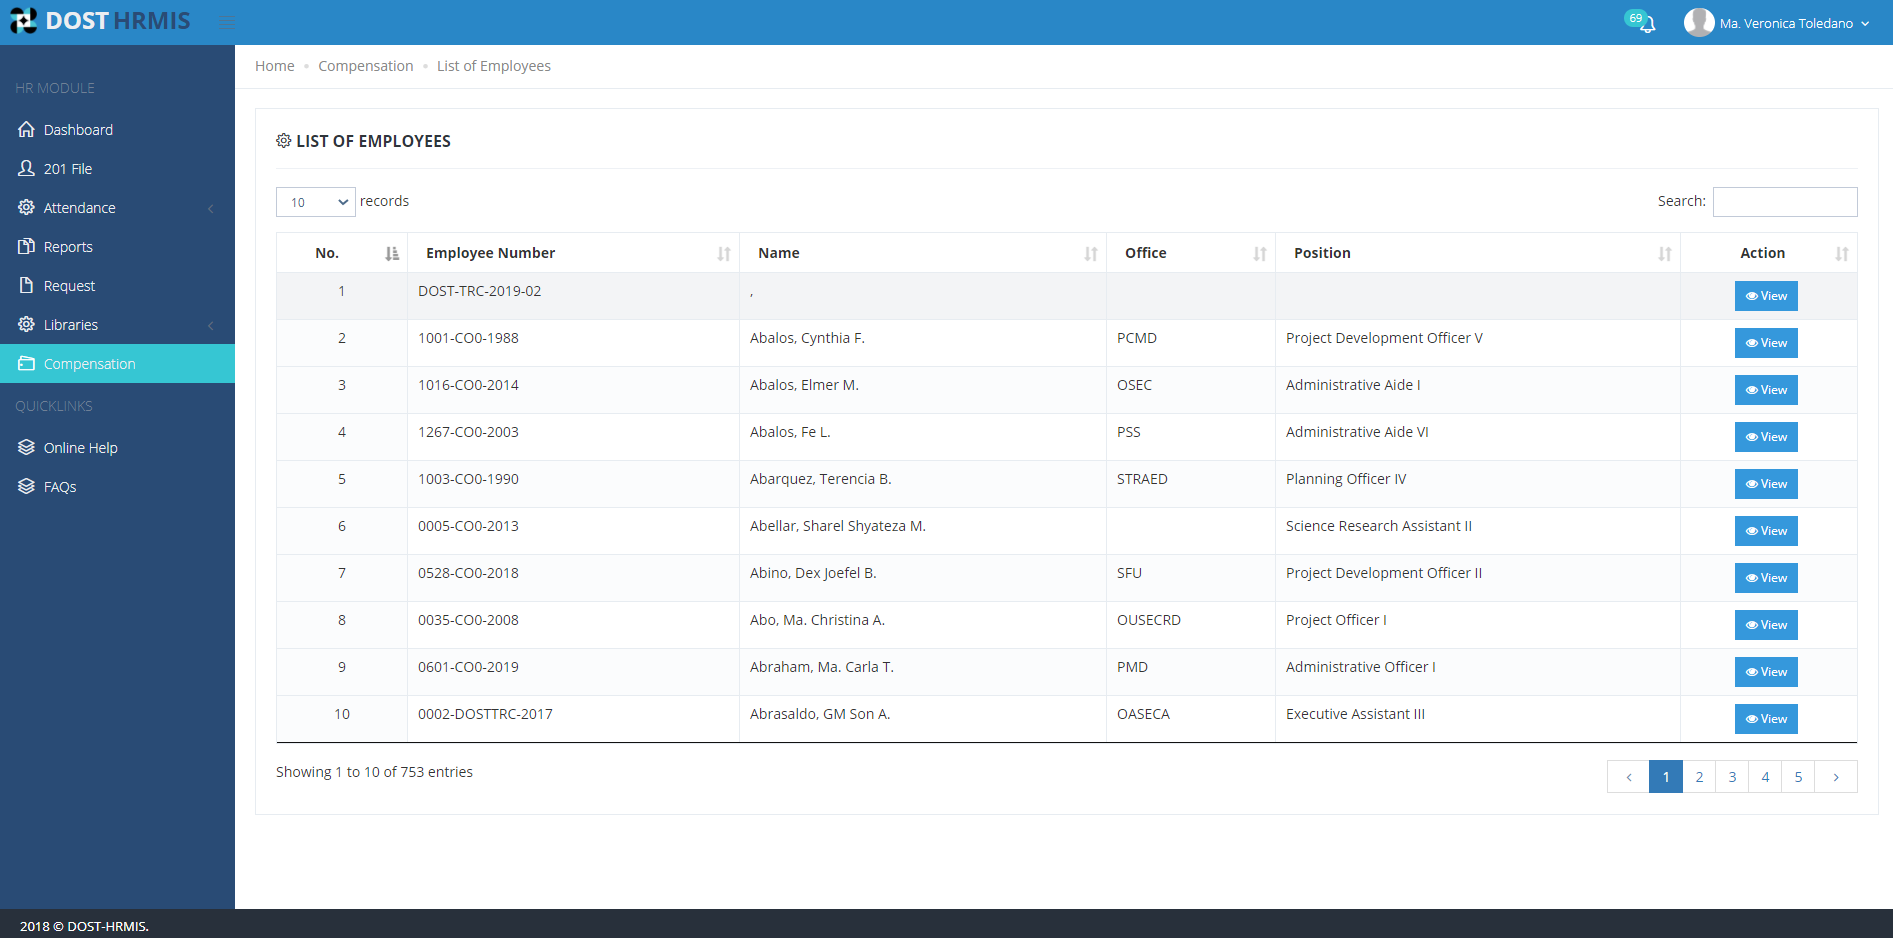 DOST HRMIS
69
Ma. Veronica Toledano
HR MODULE
Dashboard
201 File
Attendance
Reports
Request
Libraries
Compensation
QUICKLINKS
Online Help
FAQs
Home • Compensation • List of Employees
LIST OF EMPLOYEES
10 records Search:
No. Employee Number Name Office Position Action
1 DOST-TRC-2019-02 , View
2 1001-CO0-1988 Abalos, Cynthia F. PCMD Project Development Officer V View
3 1016-CO0-2014 Abalos, Elmer M. OSEC Administrative Aide I View
4 1267-CO0-2003 Abalos, Fe L. PSS Administrative Aide VI View
5 1003-CO0-1990 Abarquez, Terencia B. STRAED Planning Officer IV View
6 0005-CO0-2013 Abellar, Sharel Shyateza M. Science Research Assistant II View
7 0528-CO0-2018 Abino, Dex Joefel B. SFU Project Development Officer II View
8 0035-CO0-2008 Abo, Ma. Christina A. OUSECRD Project Officer I View
9 0601-CO0-2019 Abraham, Ma. Carla T. PMD Administrative Officer I View
10 0002-DOSTTRC-2017 Abrasaldo, GM Son A. OASECA Executive Assistant III View
Showing 1 to 10 of 753 entries
‹ 1 2 3 4 5 ›
2018 © DOST-HRMIS.